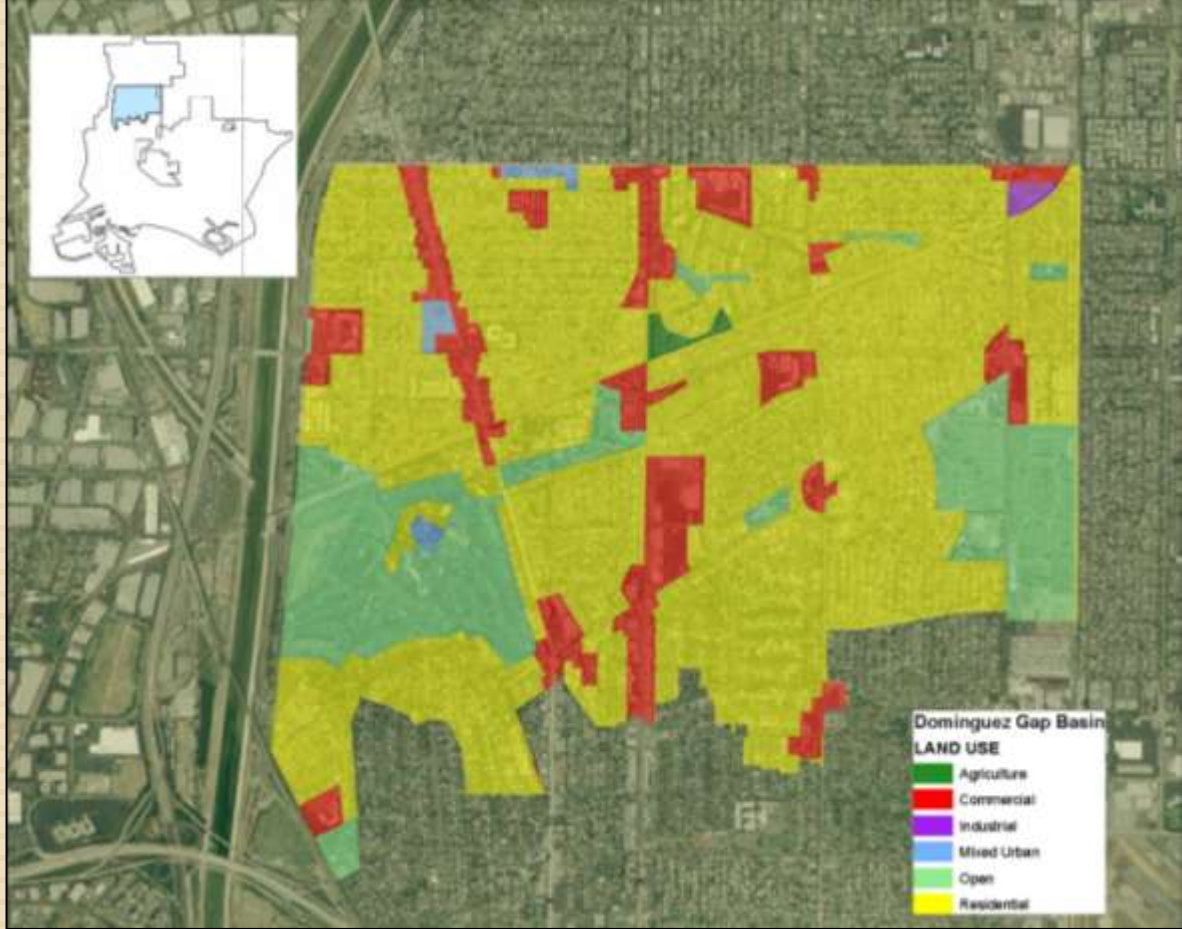 Dominguez Gap Basin
LAND USE
Agriculture
Commercial
Industrial
Mixed Urban
Open
Residential